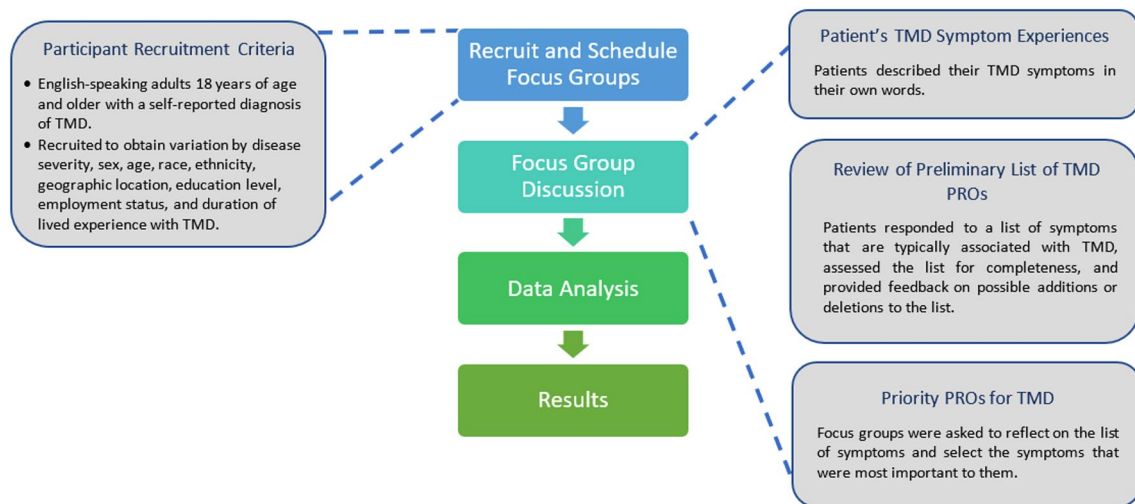 Participant Recruitment Criteria
• English-speaking adults 18 years of age
and older with a self-reported diagnosis
of TMD.
• Recruited to obtain variation by disease
severity, sex, age, race, ethnicity,
geographic location, education level,
employment status, and duration of
lived experience with TMD.
Recruit and Schedule
Focus Groups
Focus Group
Discussion
Data Analysis
Results
Patient's TMD Symptom Experiences
Patients described their TMD symptoms in
their own words.
Review of Preliminary List of TMD
PROs
Patients responded to a list of symptoms
that are typically associated with TMD,
assessed the list for completeness, and
provided feedback on possible additions or
deletions to the list.
Priority PROs for TMD
Focus groups were asked to reflect on the list
of symptoms and select the symptoms that
were most important to them.